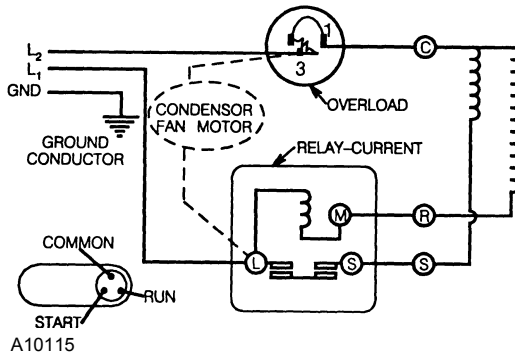 1
3
L2
L1
GND
C
OVERLOAD
CONDENSOR
FAN MOTOR
GROUND
CONDUCTOR
RELAY-CURRENT
M
R
L
S
S
COMMON
RUN
START
A10115